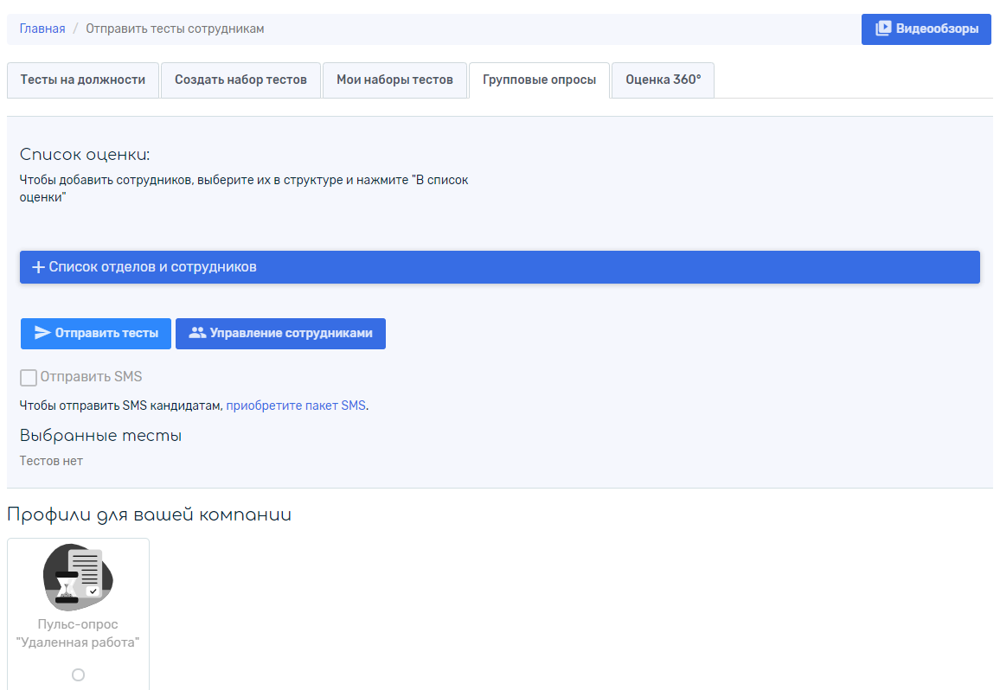 Главная / Отправить тесты сотрудникам
Видеообзоры
Тесты на должности
Создать набор тестов
Мои наборы тестов
Групповые опросы
Оценка 360°
Список оценки:
Чтобы добавить сотрудников, выберите их в структуре и нажмите "В список
оценки"
Список отделов и сотрудников
Отправить тесты
Управление сотрудниками
Отправить SMS
Чтобы отправить SMS кандидатам, приобретите пакет SMS.
Выбранные тесты
Тестов нет
Профили для вашей компании
Пульс-опрос
"Удаленная работа"